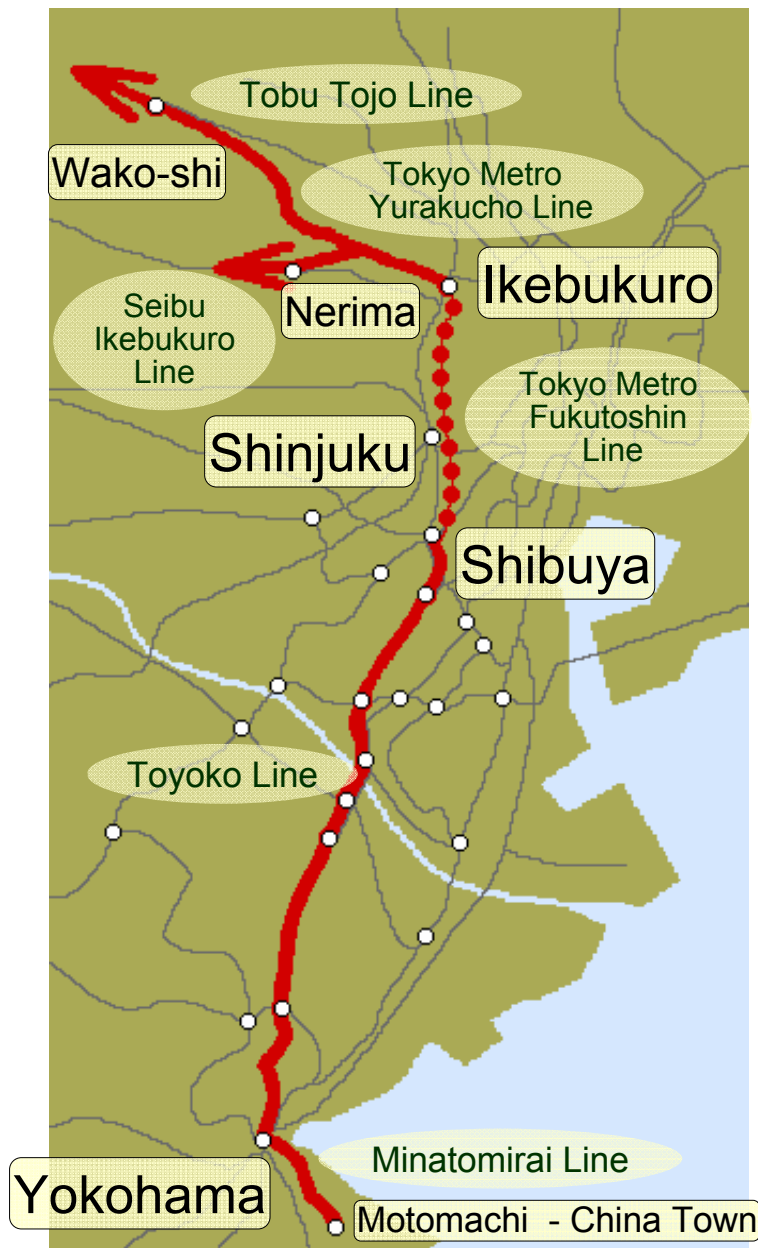 Tobu Tojo Line
Wako-shi
Tokyo Metro
Yurakucho Line
Ikebukuro
Nerima
Seibu
Ikebukuro
Line
Tokyo Metro
Fukutoshin
Line
Shinjuku
Shibuya
Toyoko Line
Minatomirai Line
Yokohama
Motomachi - China Town